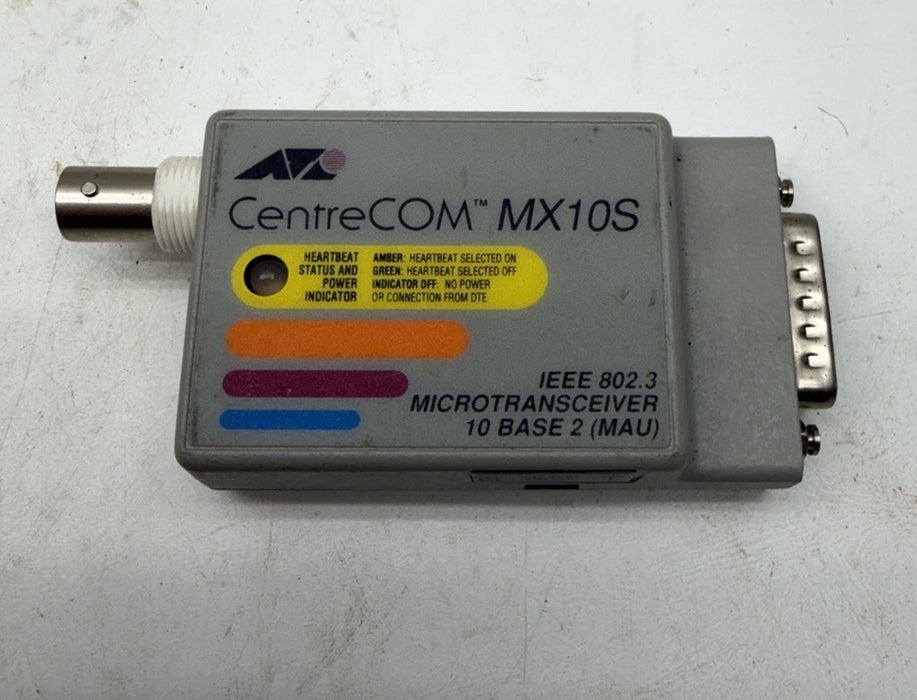 CentreCOM™ MX10S
HEARTBEAT
STATUS AND
POWER
INDICATOR
AMBER: HEARTBEAT SELECTED ON
GREEN: HEARTBEAT SELECTED OFF
INDICATOR OFF: NO POWER
OR CONNECTION FROM DTE
IEEE 802.3
MICROTRANSCEIVER
10 BASE 2 (MAU)